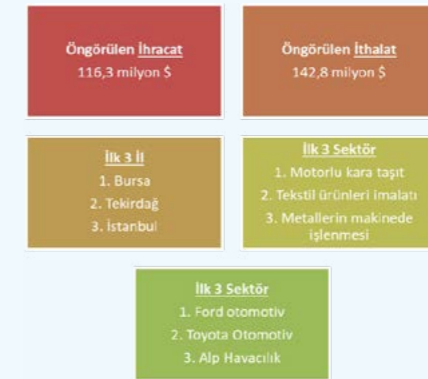 Öngörülen İhracat
116,3 milyon $
Öngörülen İthalat
142,8 milyon $
İlk 3 İl
1. Bursa
2. Tekirdağ
3. İstanbul
İlk 3 Sektör
1. Motorlu kara taşıt
2. Tekstil ürünleri imalatı
3. Metallerin makinede
işlenmesi
İlk 3 Sektör
1. Ford otomotiv
2. Toyota Otomotiv
3. Alp Havacılık